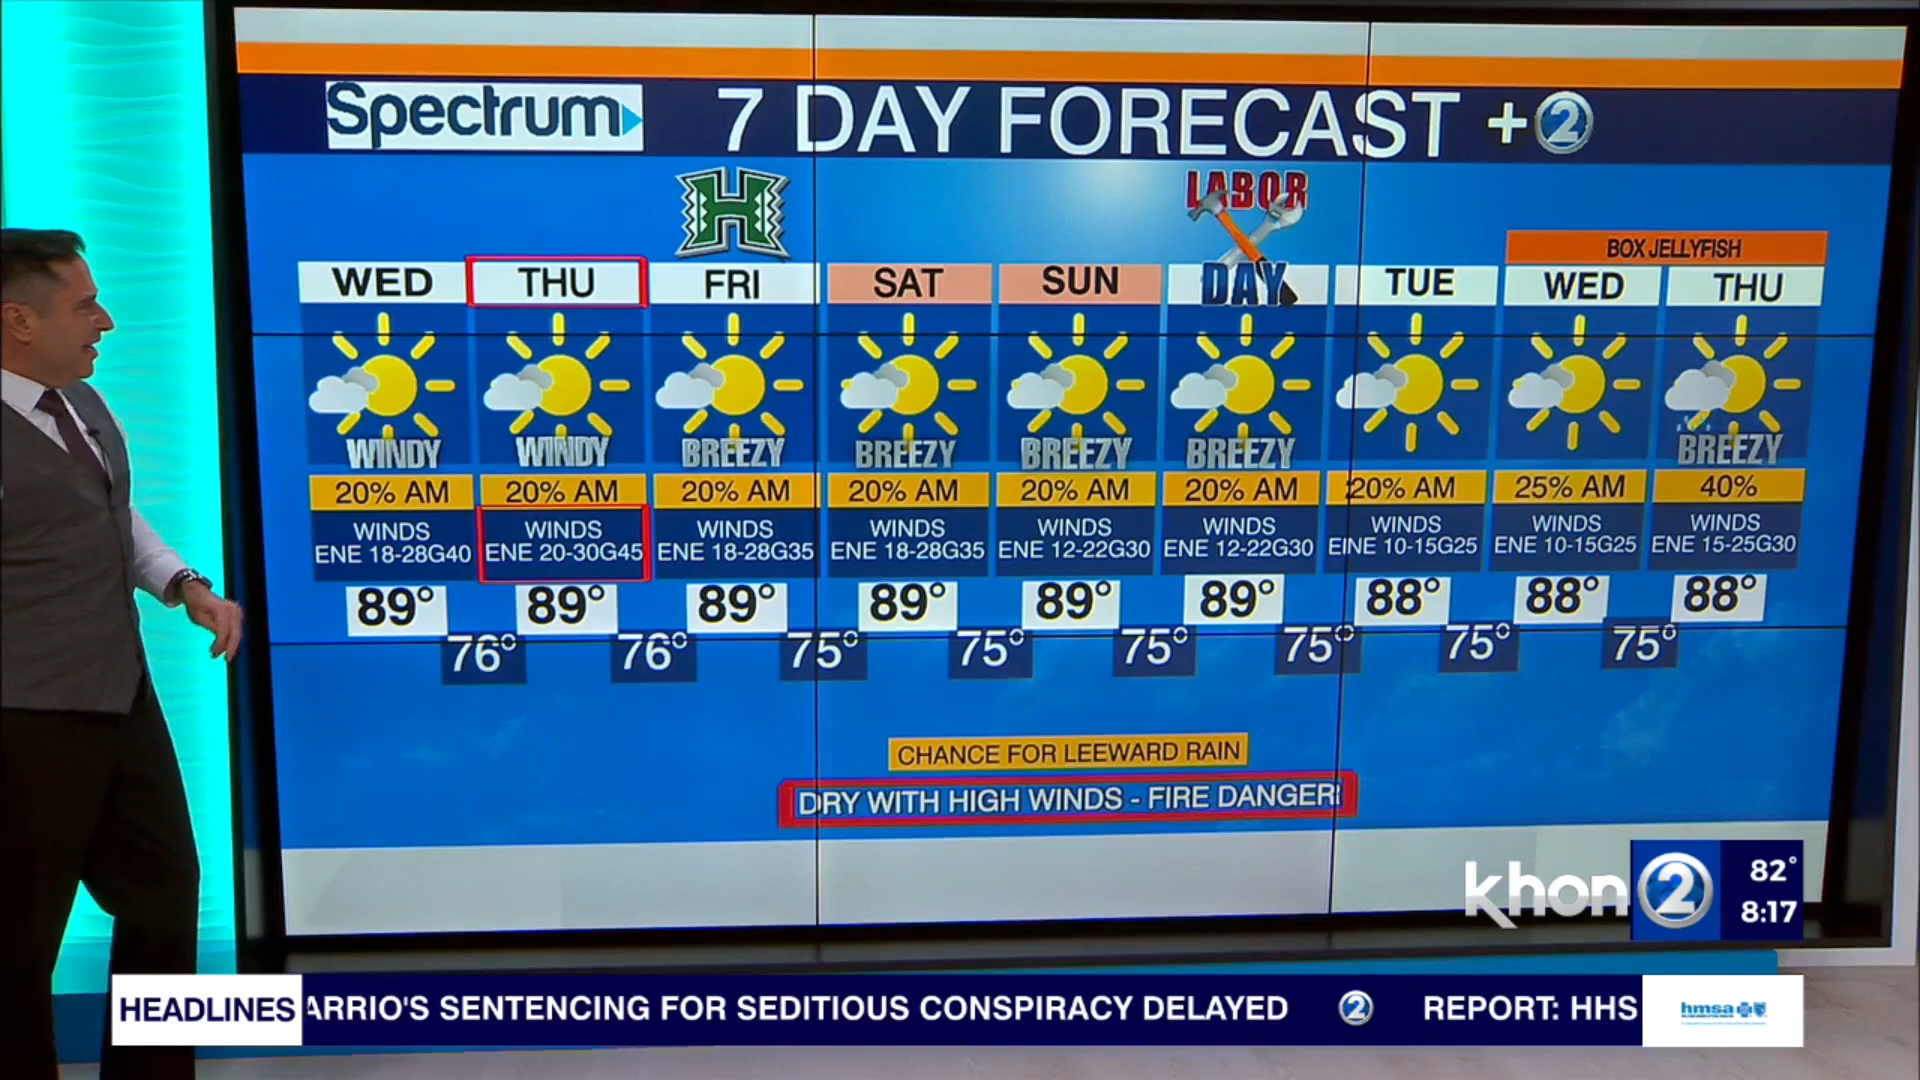 Spectrum 7 DAY FORECAST +2
H
LABOR
DAY
BOX JELLYFISH
WED THU FRI SAT SUN TUE WED THU
WINDY WINDY BREEZY BREEZY BREEZY BREEZY BREEZY
20% AM 20% AM 20% AM 20% AM 20% AM 20% AM 20% AM 25% AM 40%
WINDS WINDS WINDS WINDS WINDS WINDS WINDS WINDS WINDS
ENE 18-28G40 ENE 20-30G45 ENE 18-28G35 ENE 18-28G35 ENE 12-22G30 ENE 12-22G30 ENE 10-15G25 ENE 10-15G25 ENE 15-25G30
89° 89° 89° 89° 89° 89° 88° 88° 88°
76° 76° 75° 75° 75° 75° 75° 75°
CHANCE FOR LEEWARD RAIN
DRY WITH HIGH WINDS - FIRE DANGER!
khon 2 82°
8:17
HEADLINES ARRIO'S SENTENCING FOR SEDITIOUS CONSPIRACY DELAYED 2 REPORT: HHS hmsa